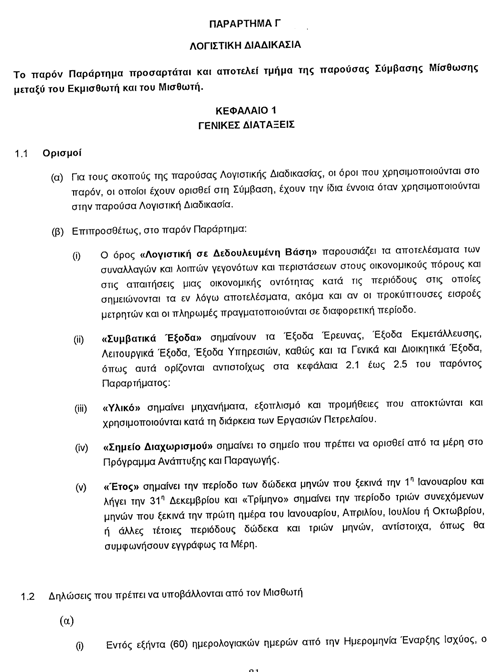 ΠΑΡΑΡΤΗΜΑ Γ
ΛΟΓΙΣΤΙΚΗ ΔΙΑΔΙΚΑΣΙΑ
Το παρόν Παράρτημα προσαρτάται και αποτελεί τμήμα της παρούσας Σύμβασης Μίσθωσης
μεταξύ του Εκμισθωτή και του Μισθωτή.
ΚΕΦΑΛΑΙΟ 1
ΓΕΝΙΚΕΣ ΔΙΑΤΑΞΕΙΣ
1.1 Ορισμοί
(α) Για τους σκοπούς της παρούσας Λογιστικής Διαδικασίας, οι όροι που χρησιμοποιούνται στο
παρόν, οι οποίοι έχουν ορισθεί στη Σύμβαση, έχουν την ίδια έννοια όταν χρησιμοποιούνται
στην παρούσα Λογιστική Διαδικασία.
(β) Επιπροσθέτως, στο παρόν Παράρτημα:
(i) Ο όρος «Λογιστική σε Δεδουλευμένη Βάση» παρουσιάζει τα αποτελέσματα των
συναλλαγών και λοιπών γεγονότων και περιστάσεων στους οικονομικούς πόρους και
στις απαιτήσεις μιας οικονομικής οντότητας κατά τις περιόδους στις οποίες
σημειώνονται τα εν λόγω αποτελέσματα, ακόμα και αν οι προκύπτουσες εισροές
μετρητών και οι πληρωμές πραγματοποιούνται σε διαφορετική περίοδο.
(ii) «Συμβατικά Έξοδα» σημαίνουν τα Έξοδα Έρευνας, Έξοδα Εκμετάλλευσης,
Λειτουργικά Έξοδα, Έξοδα Υπηρεσιών, καθώς και τα Γενικά και Διοικητικά Έξοδα,
όπως αυτά ορίζονται αντιστοίχως στα κεφάλαια 2.1 έως 2.5 του παρόντος
Παραρτήματος:
(iii) «Υλικό» σημαίνει μηχανήματα, εξοπλισμό και προμήθειες που αποκτώνται και
χρησιμοποιούνται κατά τη διάρκεια των Εργασιών Πετρελαίου.
(iv) «Σημείο Διαχωρισμού» σημαίνει το σημείο που πρέπει να ορισθεί από τα μέρη στο
Πρόγραμμα Ανάπτυξης και Παραγωγής.
(v) «Έτος» σημαίνει την περίοδο των δώδεκα μηνών που ξεκινά την 1η Ιανουαρίου και
λήγει την 31η Δεκεμβρίου και «Τρίμηνο» σημαίνει την περίοδο τριών συνεχόμενων
μηνών που ξεκινά την πρώτη ημέρα του Ιανουαρίου, Απριλίου, Ιουλίου ή Οκτωβρίου,
ή άλλες τέτοιες περιόδους δώδεκα και τριών μηνών, αντίστοιχα, όπως θα
συμφωνήσουν εγγράφως τα Μέρη.
1.2 Δηλώσεις που πρέπει να υποβάλλονται από τον Μισθωτή
(α)
(i) Εντός εξήντα (60) ημερολογιακών ημερών από την Ημερομηνία Έναρξης Ισχύος, ο